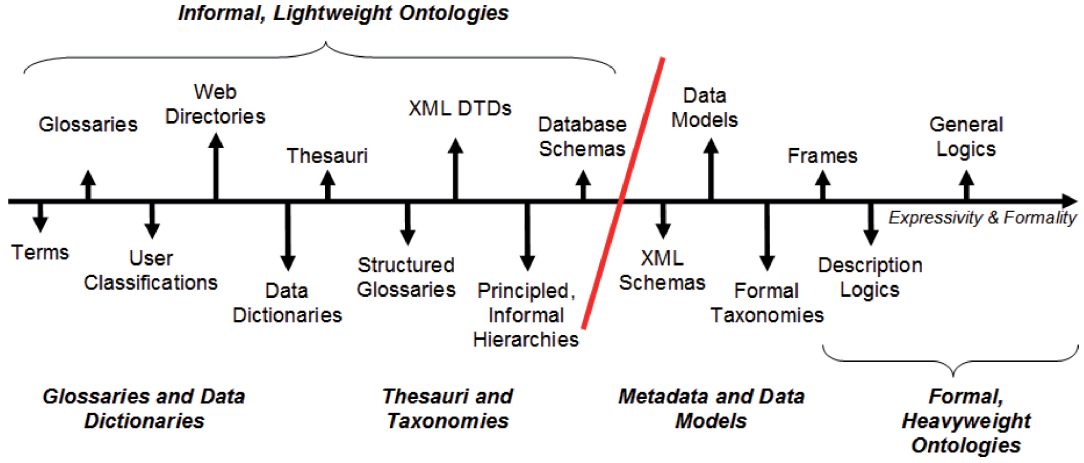 Informal, Lightweight Ontologies
Glossaries
Web
Directories
Thesauri
XML DTDs
Database
Schemas
Data
Models
Frames
General
Logics
Expressivity & Formality
Terms
User
Classifications
Data
Dictionaries
Structured
Glossaries
Principled,
Informal
Hierarchies
XML
Schemas
Formal
Taxonomies
Description
Logics
Glossaries and Data
Dictionaries
Thesauri and
Taxonomies
Metadata and Data
Models
Formal,
Heavyweight
Ontologies